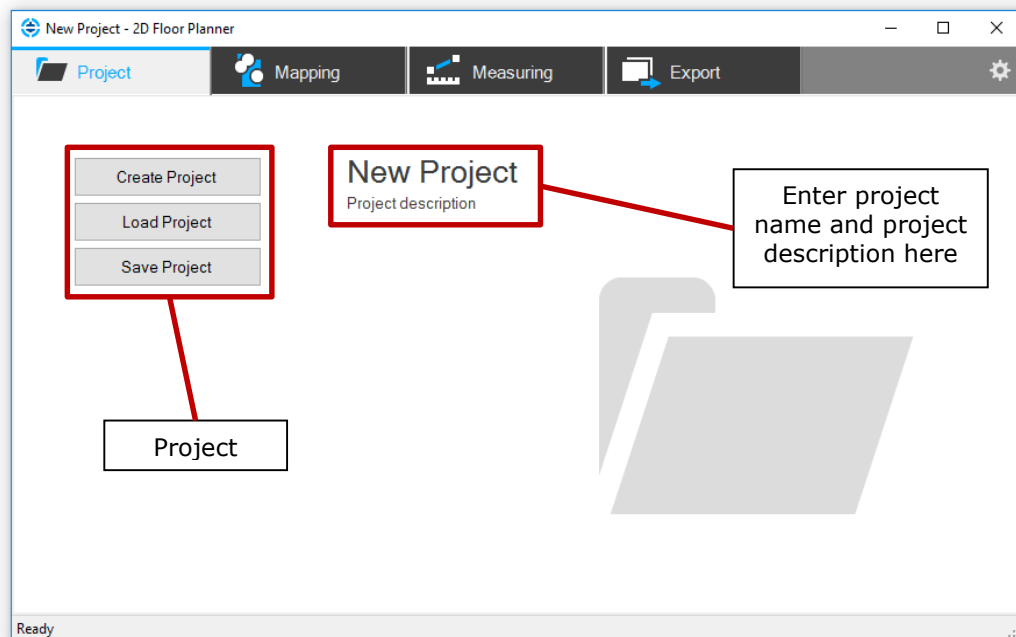 New Project - 2D Floor Planner
Project
Mapping
Measuring
Export
Create Project
Load Project
Save Project
New Project
Project description
Enter project
name and project
description here
Project
Ready